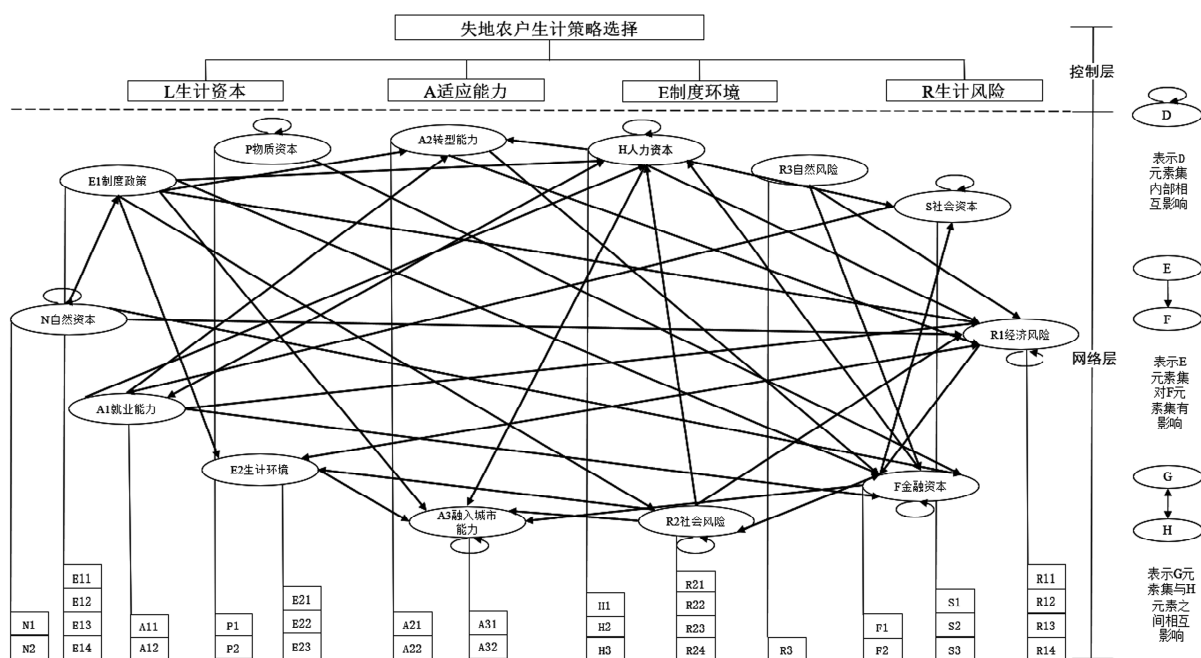 失地农户生计策略选择
L生计资本
A适应能力
E制度环境
R生计风险
控制层
D
表示D
元素集
内部相
互影响
P物质资本
A2转型能力
H人力资本
R3自然风险
E1制度政策
S社会资本
N自然资本
R1经济风险
网络层
E
F
表示E
元素集
对F元
素集有
影响
A1就业能力
E2生计环境
F金融资本
A3融入城市
能力
R2社会风险
G
H
表示G元
素集与H
元素之
间相互
影响
N1
N2
E11
E12
E13
E14
A11
A12
P1
P2
E21
E22
E23
A21
A22
A31
A32
H1
H2
H3
R21
R22
R23
R24
R3
F1
F2
S1
S2
S3
R11
R12
R13
R14